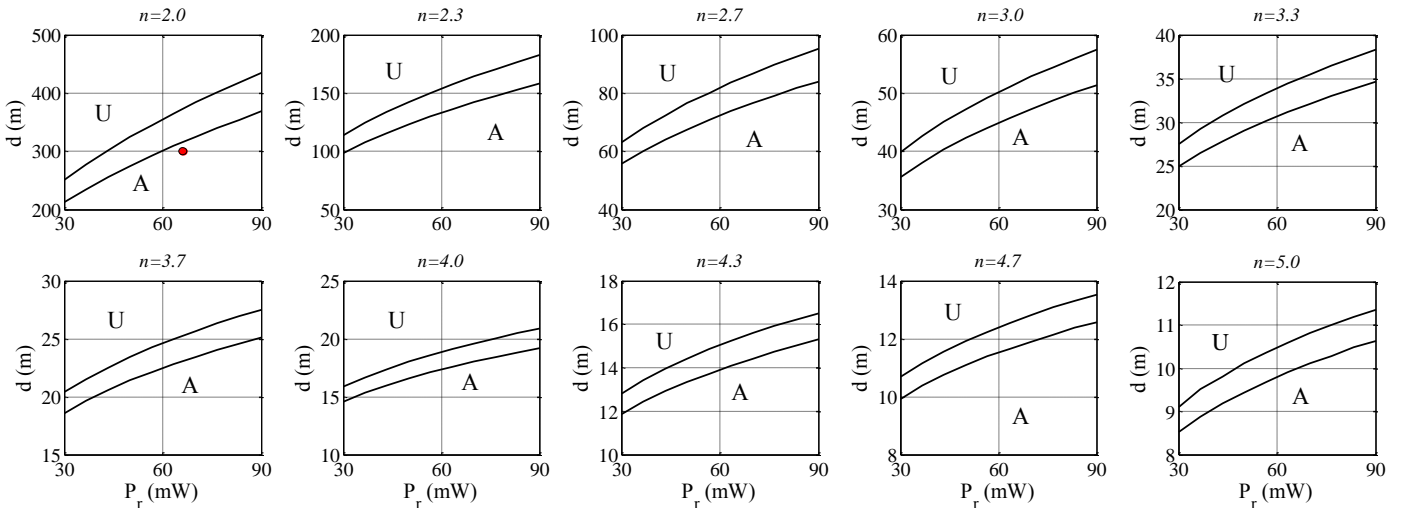 n=2.0
500
400
300
200
d (m)
U
A
30
60
90
n=2.3
200
150
100
50
d (m)
U
A
30
60
90
n=2.7
100
80
60
40
d (m)
U
A
30
60
90
n=3.0
60
50
40
30
d (m)
U
A
30
60
90
n=3.3
40
35
30
25
20
d (m)
U
A
30
60
90
n=3.7
30
25
20
15
d (m)
U
A
30
60
90
P_r (mW)
n=4.0
25
20
15
10
d (m)
U
A
30
60
90
P_r (mW)
n=4.3
18
16
14
12
10
d (m)
U
A
30
60
90
P_r (mW)
n=4.7
14
12
10
8
d (m)
U
A
30
60
90
P_r (mW)
n=5.0
12
11
10
9
8
d (m)
U
A
30
60
90
P_r (mW)